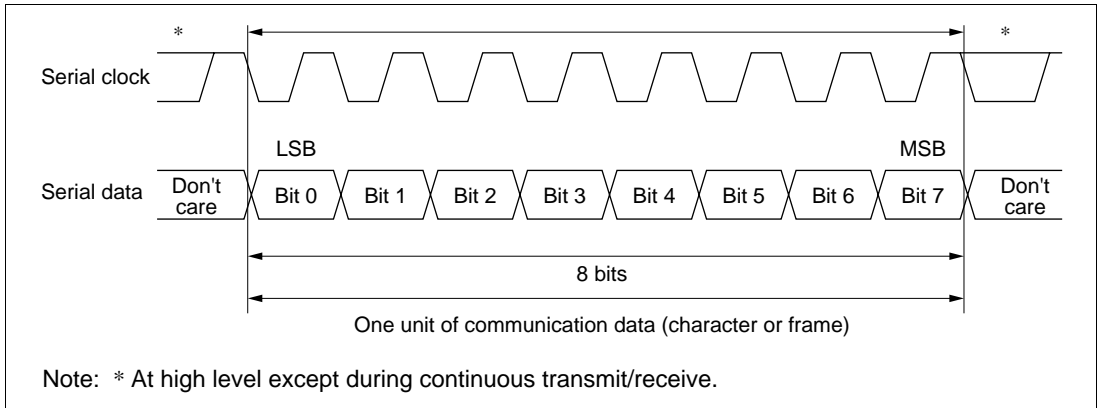 * *
Serial clock
LSB MSB
Serial data Don't care Bit 0 Bit 1 Bit 2 Bit 3 Bit 4 Bit 5 Bit 6 Bit 7 Don't care
8 bits
One unit of communication data (character or frame)
Note: * At high level except during continuous transmit/receive.